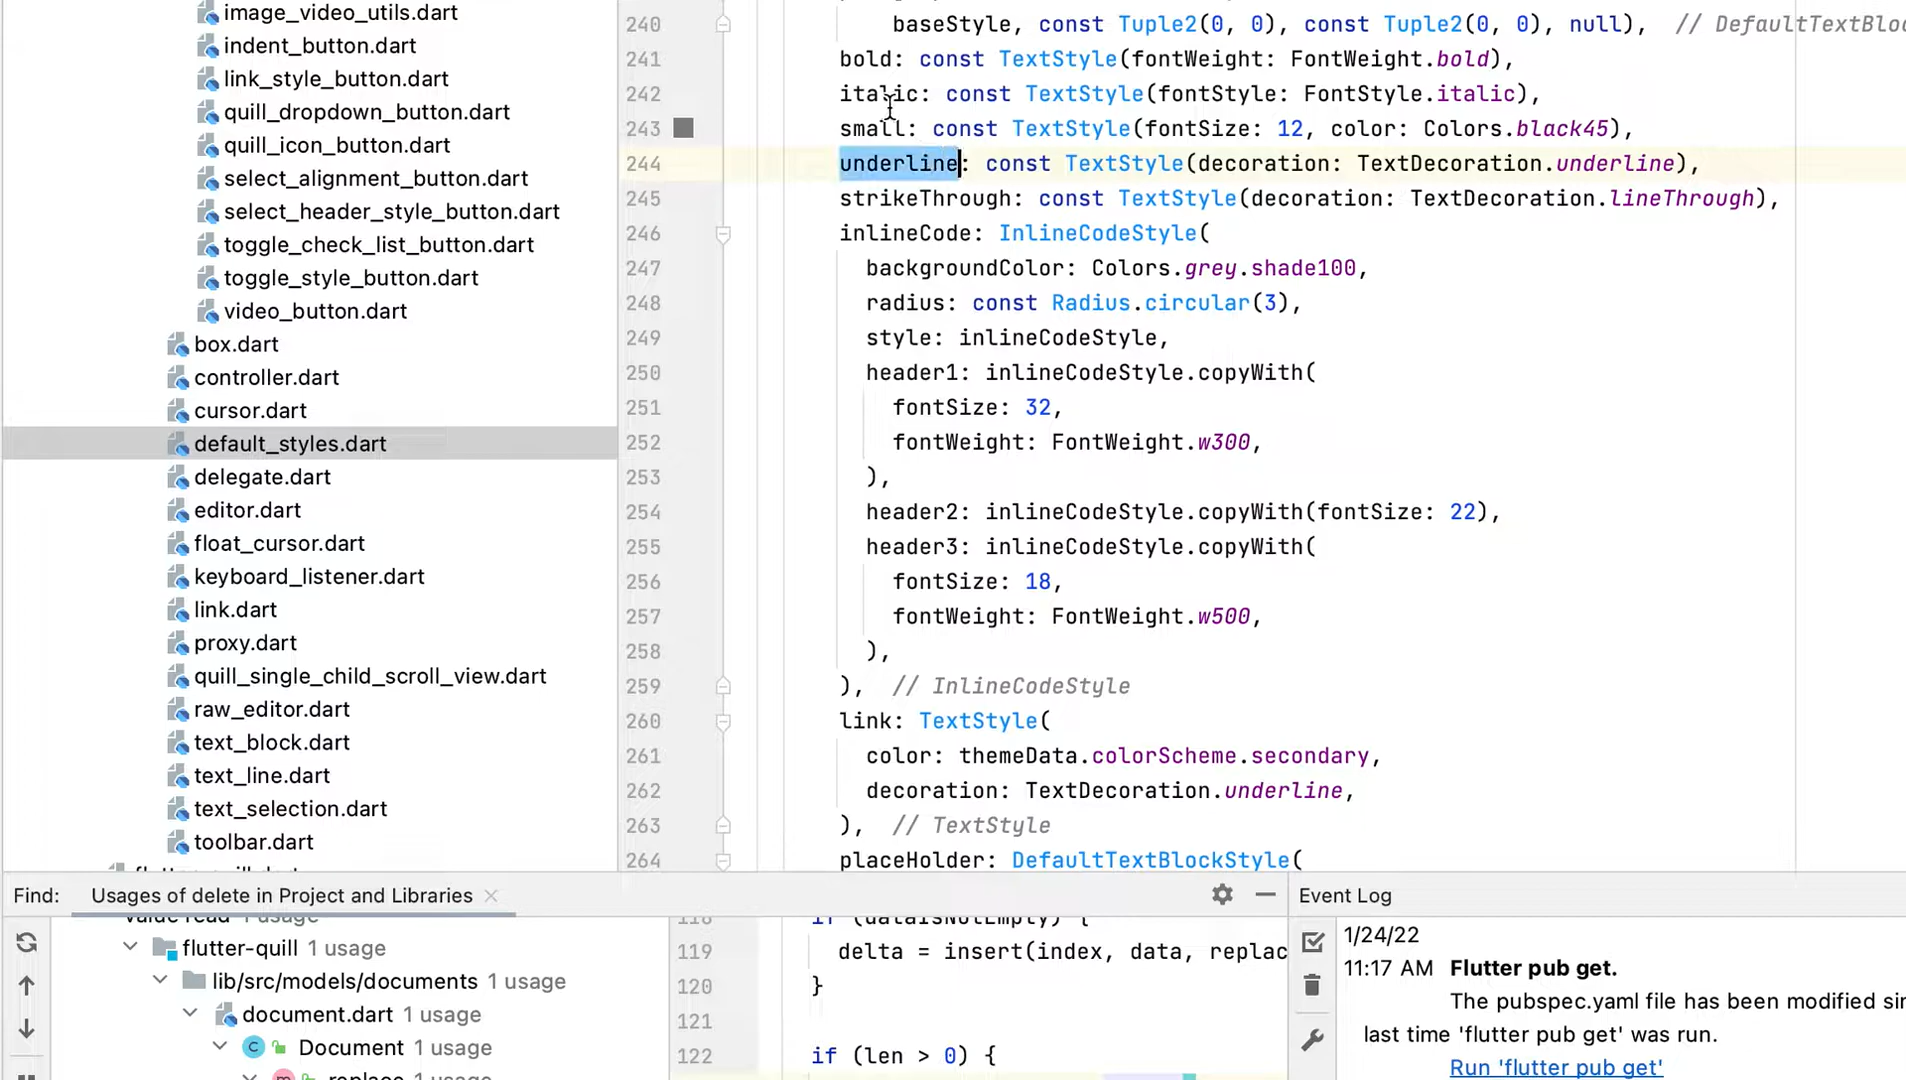 image_video_utils.dart
indent_button.dart
link_style_button.dart
quill_dropdown_button.dart
quill_icon_button.dart
select_alignment_button.dart
select_header_style_button.dart
toggle_check_list_button.dart
toggle_style_button.dart
video_button.dart
box.dart
controller.dart
cursor.dart
default_styles.dart
delegate.dart
editor.dart
float_cursor.dart
keyboard_listener.dart
link.dart
proxy.dart
quill_single_child_scroll_view.dart
raw_editor.dart
text_block.dart
text_line.dart
text_selection.dart
toolbar.dart
240 baseStyle, const Tuple2(0, 0), const Tuple2(0, 0), null), // DefaultTextBloc
241 bold: const TextStyle(fontWeight: FontWeight.bold),
242 italic: const TextStyle(fontStyle: FontStyle.italic),
243 small: const TextStyle(fontSize: 12, color: Colors.black45),
244 underline: const TextStyle(decoration: TextDecoration.underline),
245 strikeThrough: const TextStyle(decoration: TextDecoration.lineThrough),
246 inlineCode: InlineCodeStyle(
247 backgroundColor: Colors.grey.shade100,
248 radius: const Radius.circular(3),
249 style: inlineCodeStyle,
250 header1: inlineCodeStyle.copyWith(
251 fontSize: 32,
252 fontWeight: FontWeight.w300,
253 ),
254 header2: inlineCodeStyle.copyWith(fontSize: 22),
255 header3: inlineCodeStyle.copyWith(
256 fontSize: 18,
257 fontWeight: FontWeight.w500,
258 ),
259 ), // InlineCodeStyle
260 link: TextStyle(
261 color: themeData.colorScheme.secondary,
262 decoration: TextDecoration.underline,
263 ), // TextStyle
264 placeHolder: DefaultTextBlockStyle(
Find: Usages of delete in Project and Libraries
Value read 1 usage
flutter-quill 1 usage
lib/src/models/documents 1 usage
document.dart 1 usage
Document 1 usage
replace
118 if (dataIsNotEmpty) {
119 delta = insert(index, data, replac
120 }
121
122 if (len > 0) {
Event Log
1/24/22
11:17 AM Flutter pub get.
The pubspec.yaml file has been modified sin
last time 'flutter pub get' was run.
Run 'flutter pub get'